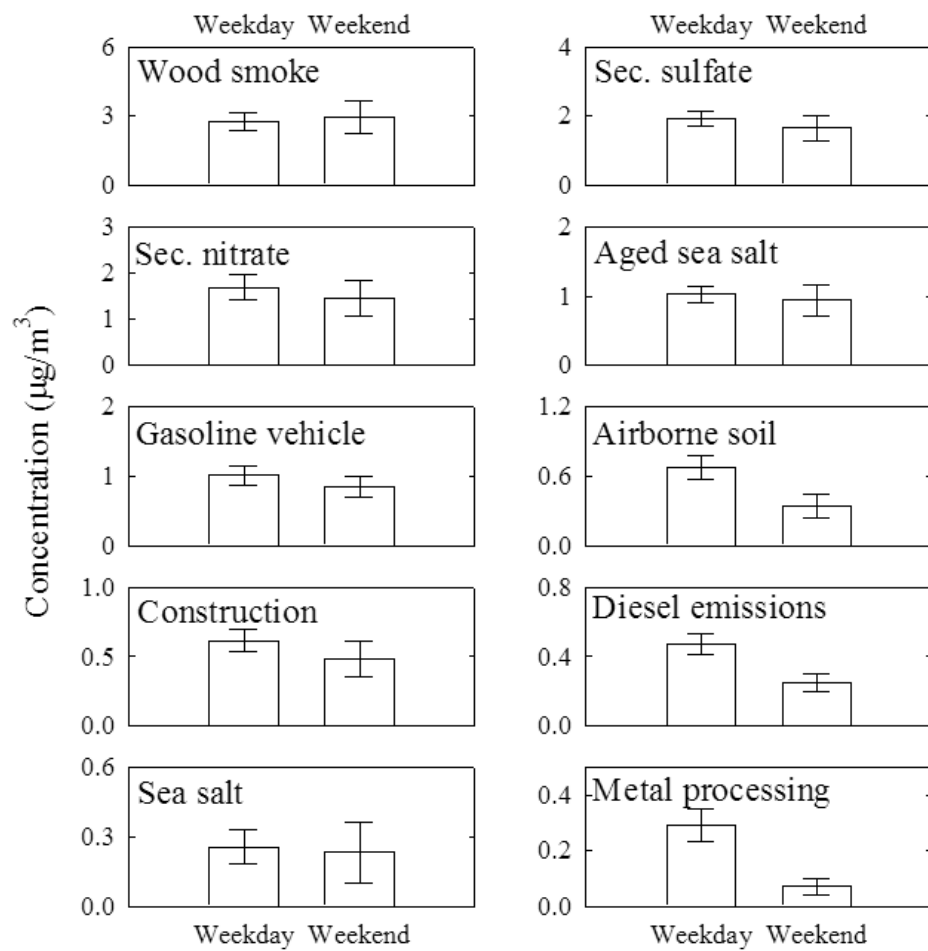 Weekday Weekend Weekday Weekend
6 Wood smoke 4 Sec. sulfate
3 2
0 0
3 Sec. nitrate 2 Aged sea salt
2
1 1
0 0
2 Gasoline vehicle 1.2 Airborne soil
1 0.6
0 0.0
1.0 Construction 0.8 Diesel emissions
0.5 0.4
0.0 0.0
0.6 Sea salt 0.4 Metal processing
0.3 0.2
0.0 0.0
Weekday Weekend Weekday Weekend
Concentration (µg/m³)